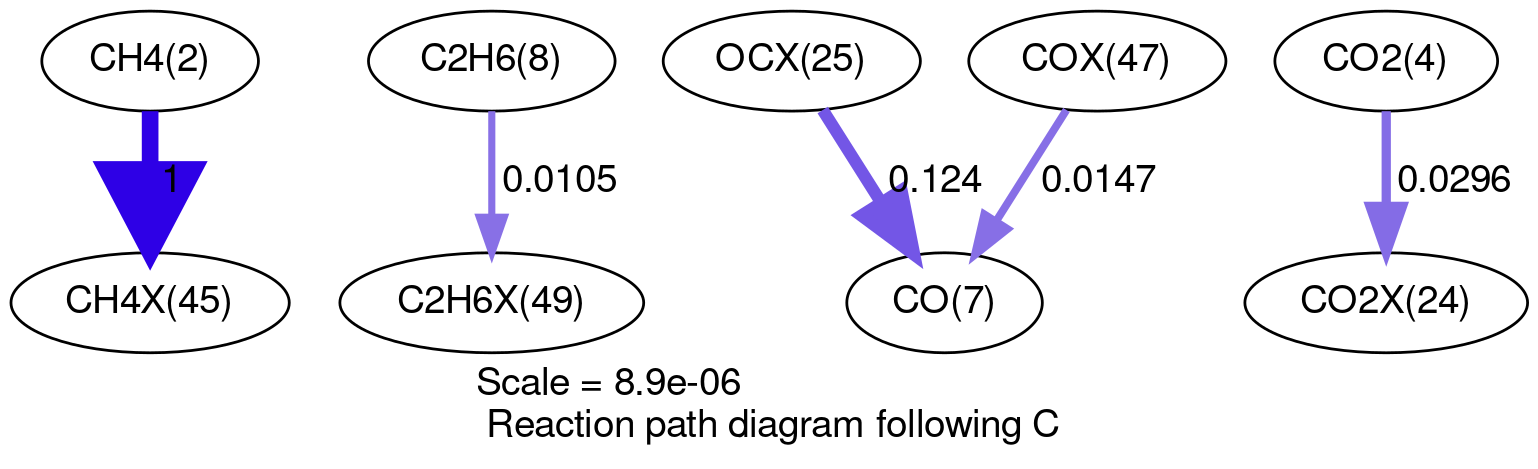 CH4(2)
C2H6(8)
OCX(25)
COX(47)
CO2(4)
1
0.0105
0.124
0.0147
0.0296
CH4X(45)
C2H6X(49)
CO(7)
CO2X(24)
Scale = 8.9e-06
Reaction path diagram following C